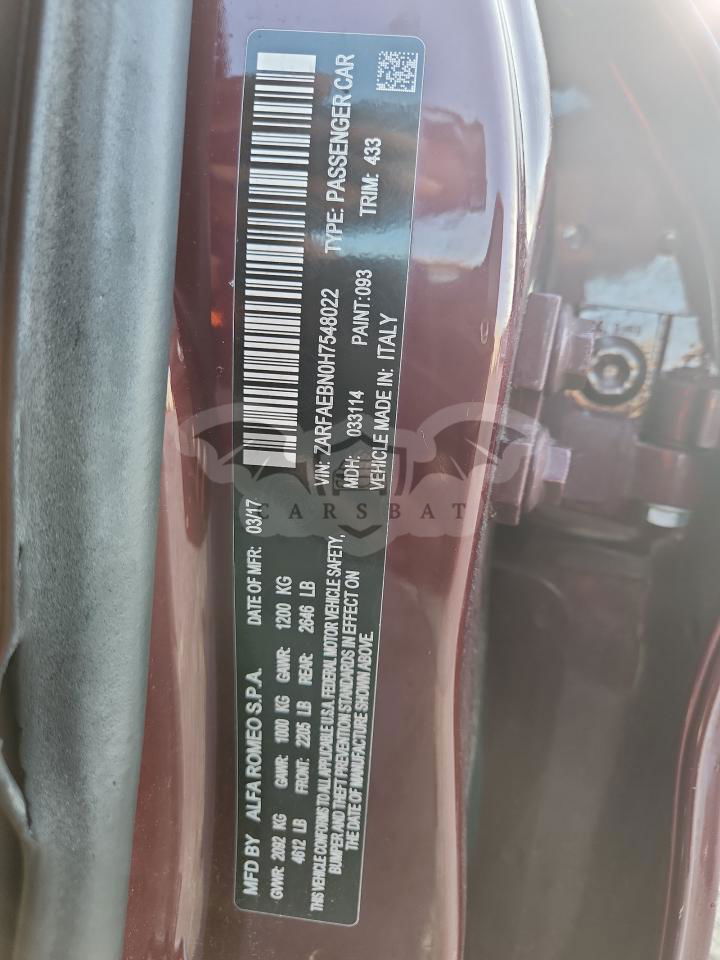 MFD BY ALFA ROMEO S.P.A. DATE OF MFR: 03/17
GVWR: 2092 KG GAWR: 1000 KG GAWR: 1200 KG
4612 LB FRONT: 2205 LB REAR: 2646 LB
THIS VEHICLE CONFORMS TO ALL APPLICABLE U.S.A. FEDERAL MOTOR VEHICLE SAFETY,
BUMPER AND THEFT PREVENTION STANDARDS IN EFFECT ON
THE DATE OF MANUFACTURE SHOWN ABOVE.
VIN: ZARFAEBN0H7548022 TYPE: PASSENGER CAR
MDH: 033114 PAINT:093 TRIM: 433
VEHICLE MADE IN: ITALY
CARSBAT